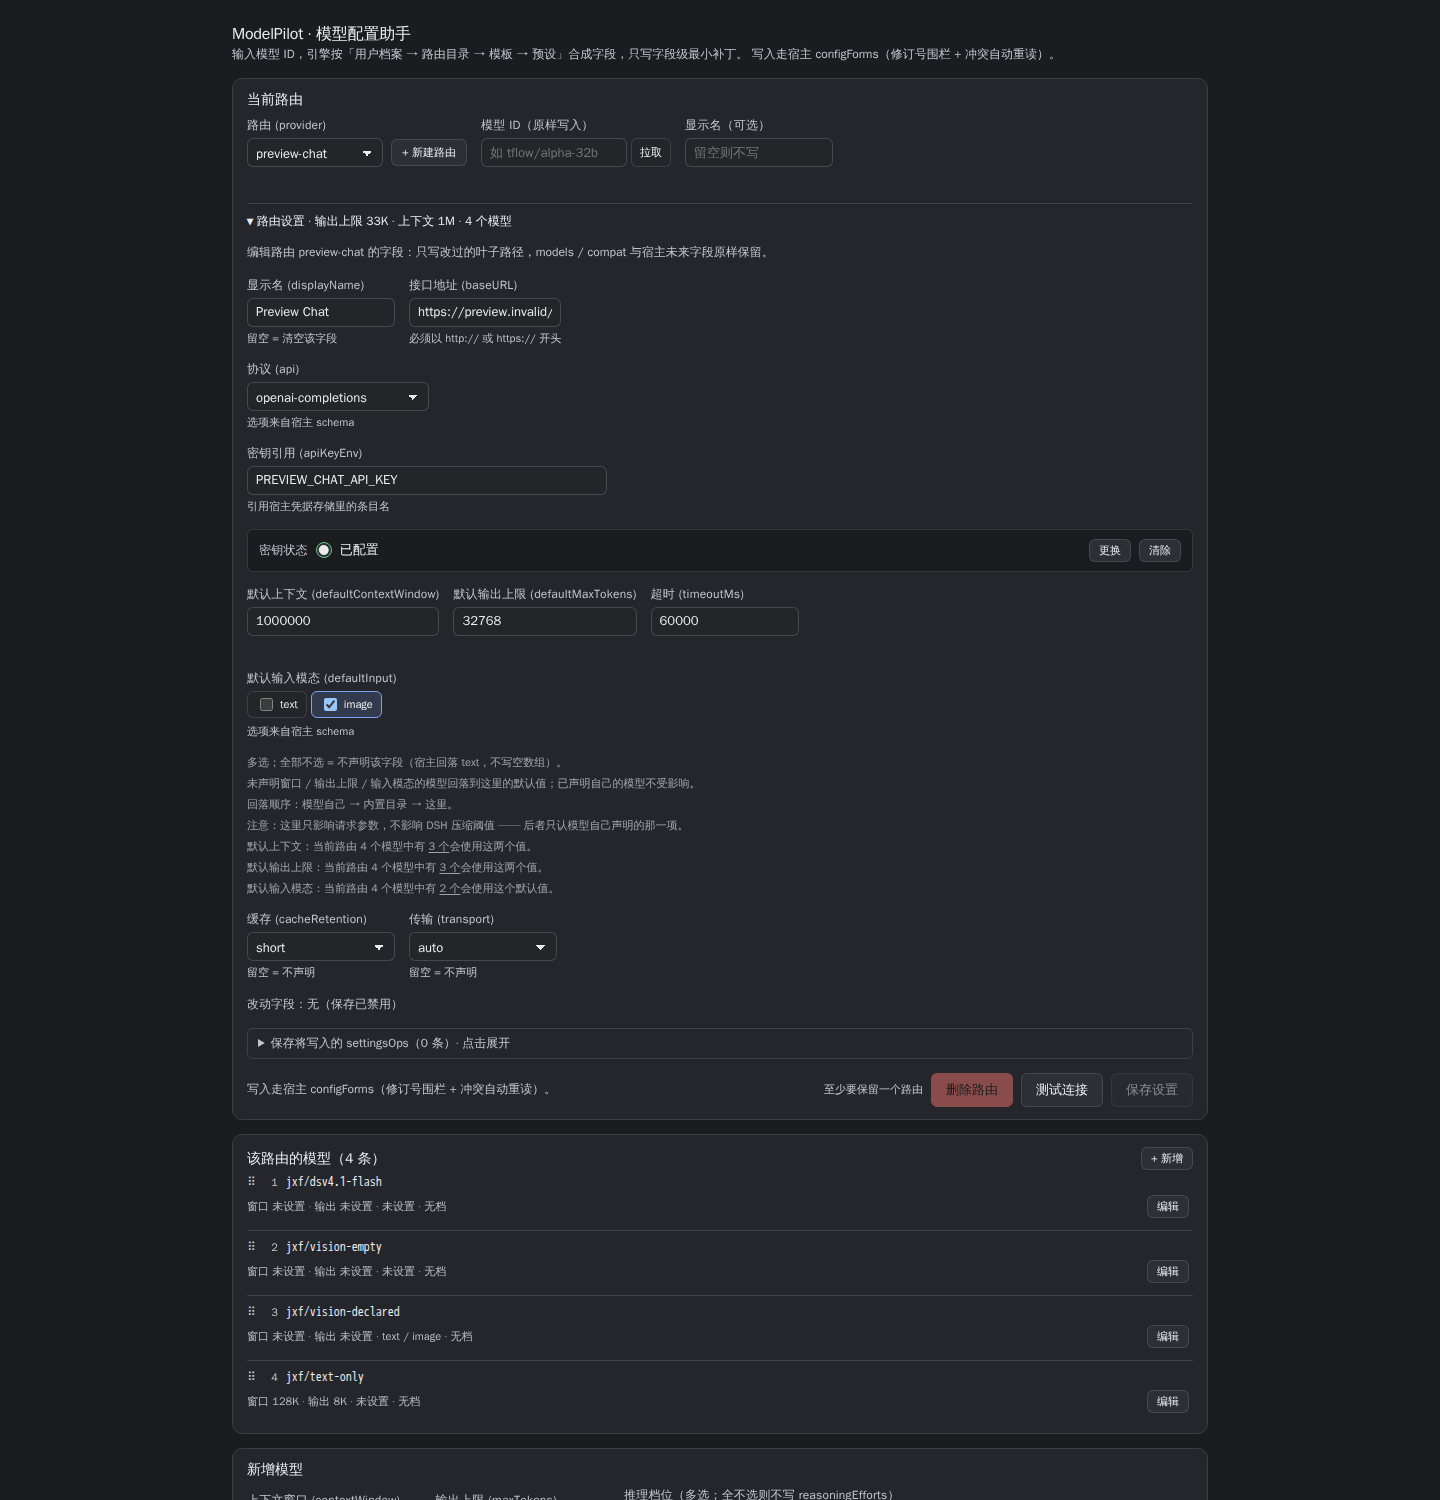 ModelPilot · 模型配置助手
输入模型 ID，引擎按「用户档案 → 路由目录 → 模板 → 预设」合成字段，只写字段级最小补丁。 写入走宿主 configForms（修订号围栏 + 冲突自动重读）。
当前路由
路由 (provider)
模型 ID（原样写入）
显示名（可选）
preview-chat
+ 新建路由
如 tflow/alpha-32b
拉取
留空则不写
▾ 路由设置 · 输出上限 33K · 上下文 1M · 4 个模型
编辑路由 preview-chat 的字段：只写改过的叶子路径，models / compat 与宿主未来字段原样保留。
显示名 (displayName)
接口地址 (baseURL)
Preview Chat
https://preview.invalid/
留空 = 清空该字段
必须以 http:// 或 https:// 开头
协议 (api)
openai-completions
选项来自宿主 schema
密钥引用 (apiKeyEnv)
PREVIEW_CHAT_API_KEY
引用宿主凭据存储里的条目名
密钥状态 已配置
更换
清除
默认上下文 (defaultContextWindow)
默认输出上限 (defaultMaxTokens)
超时 (timeoutMs)
1000000
32768
60000
默认输入模态 (defaultInput)
text
image
选项来自宿主 schema
多选；全部不选 = 不声明该字段（宿主回落 text，不写空数组）。
未声明窗口 / 输出上限 / 输入模态的模型回落到这里的默认值；已声明自己的模型不受影响。
回落顺序：模型自己 → 内置目录 → 这里。
注意：这里只影响请求参数，不影响 DSH 压缩阈值 —— 后者只认模型自己声明的那一项。
默认上下文：当前路由 4 个模型中有 3 个会使用这两个值。
默认输出上限：当前路由 4 个模型中有 3 个会使用这两个值。
默认输入模态：当前路由 4 个模型中有 2 个会使用这个默认值。
缓存 (cacheRetention)
传输 (transport)
short
auto
留空 = 不声明
留空 = 不声明
改动字段：无（保存已禁用）
▸ 保存将写入的 settingsOps（0 条）· 点击展开
写入走宿主 configForms（修订号围栏 + 冲突自动重读）。
至少要保留一个路由
删除路由
测试连接
保存设置
该路由的模型（4 条）
+ 新增
⠿ 1 jxf/dsv4.1-flash
窗口 未设置 · 输出 未设置 · 未设置 · 无档
编辑
⠿ 2 jxf/vision-empty
窗口 未设置 · 输出 未设置 · 未设置 · 无档
编辑
⠿ 3 jxf/vision-declared
窗口 未设置 · 输出 未设置 · text / image · 无档
编辑
⠿ 4 jxf/text-only
窗口 128K · 输出 8K · 未设置 · 无档
编辑
新增模型
上下文窗口 (contextWindow)
输出上限 (maxTokens)
推理档位（多选；全不选则不写 reasoningEfforts）